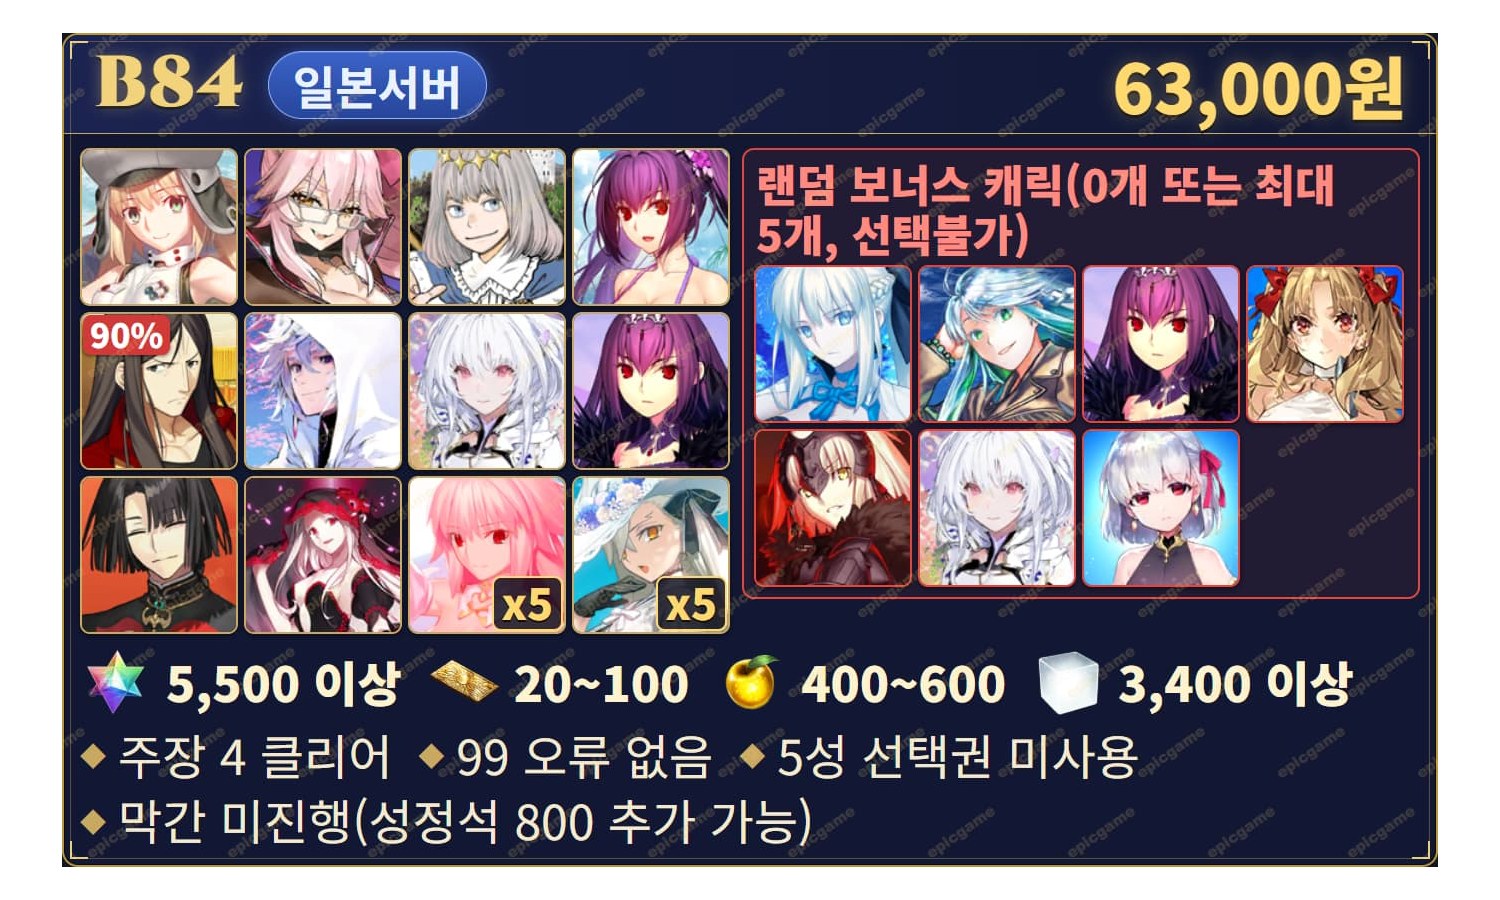 B84 일본서버 63,000원
랜덤 보너스 캐릭(0개 또는 최대
5개, 선택불가)
90%
x5 x5
5,500 이상 20~100 400~600 3,400 이상
◆ 주장 4 클리어 ◆ 99 오류 없음 ◆ 5성 선택권 미사용
◆ 막간 미진행(성정석 800 추가 가능)
epicgame